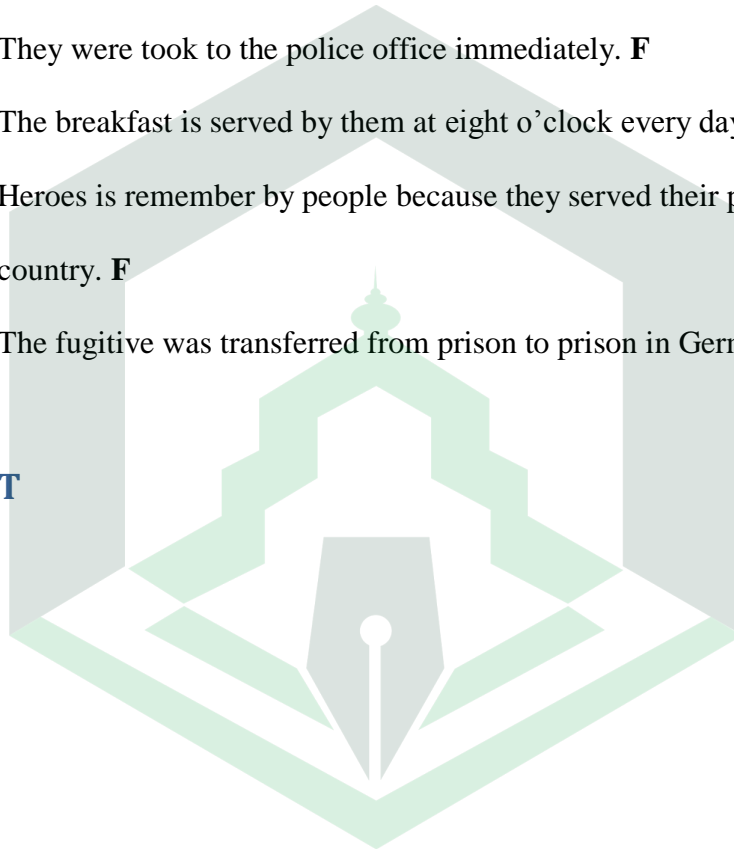 They were took to the police office immediately. F
The breakfast is served by them at eight o’clock every day
Heroes is remember by people because they served their
country. F
The fugitive was transferred from prison to prison in
T